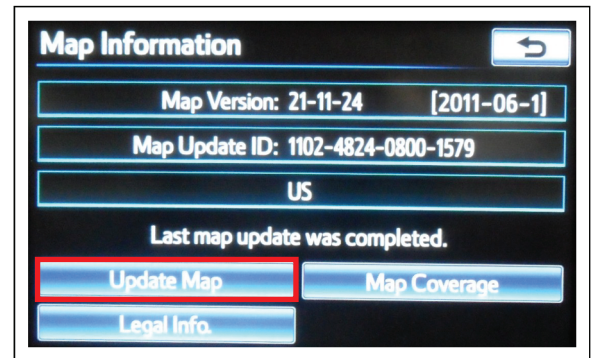 Map Information
Map Version: 21-11-24 [2011-06-1]
Map Update ID: 1102-4824-0800-1579
US
Last map update was completed.
Update Map Map Coverage
Legal Info.